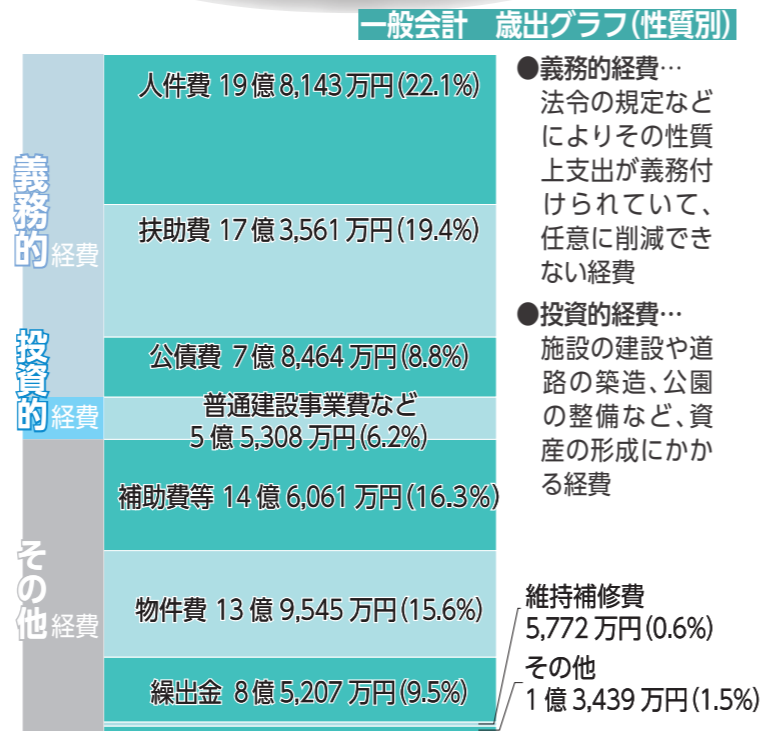 一般会計　歳出グラフ(性質別)
義務的経費
人件費 19億8,143万円(22.1%)
扶助費 17億3,561万円(19.4%)
公債費 7億8,464万円(8.8%)
投資的経費
普通建設事業費など
5億5,308万円(6.2%)
その他経費
補助費等 14億6,061万円(16.3%)
物件費 13億9,545万円(15.6%)
繰出金 8億5,207万円(9.5%)
維持補修費
5,772万円(0.6%)
その他
1億3,439万円(1.5%)
●義務的経費…
法令の規定など
によりその性質
上支出が義務付
けられていて、
任意に削減でき
ない経費
●投資的経費…
施設の建設や道
路の築造、公園
の整備など、資
産の形成にかか
る経費